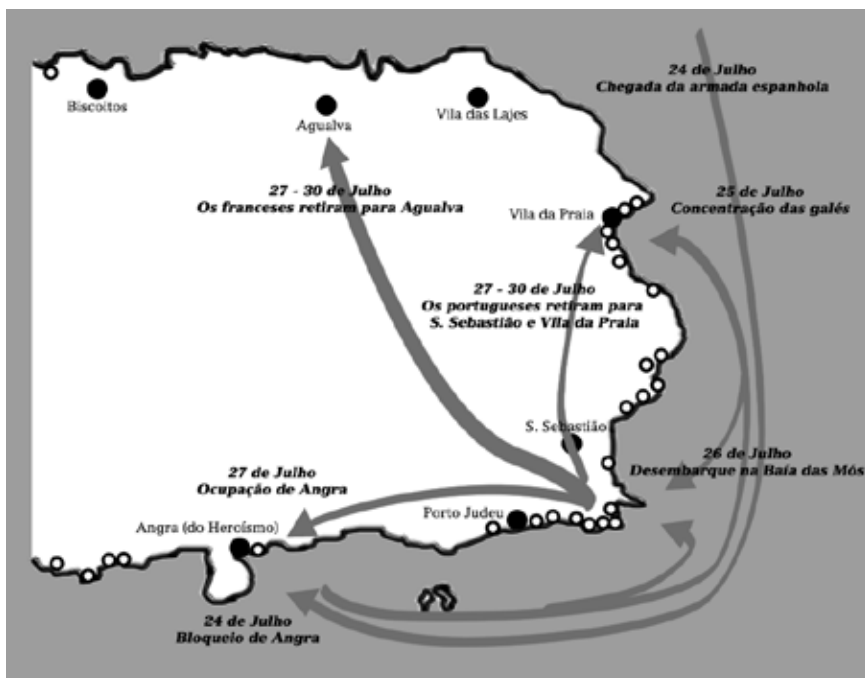 24 de Julho
Chegada da armada espanhola
Biscoitos
Agualva
Vila das Lajes
27 - 30 de Julho
Os franceses retiram para Agualva
25 de Julho
Concentração das galés
Vila da Praia
27 - 30 de Julho
Os portugueses retiram para
S. Sebastião e Vila da Praia
S. Sebastião
26 de Julho
Desembarque na Baía das Mós
27 de Julho
Ocupação de Angra
Porto Judeu
Angra (do Heroísmo)
24 de Julho
Bloqueio de Angra